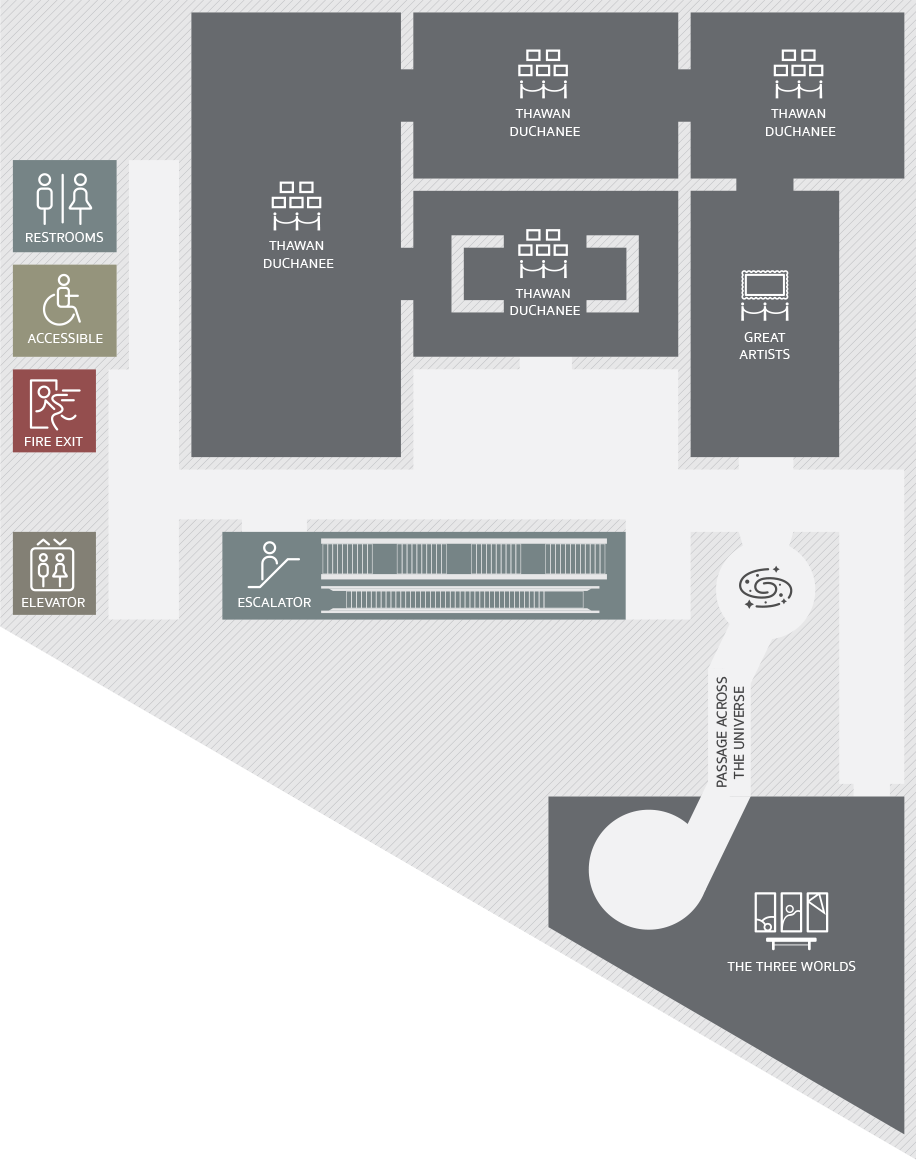 THAWAN
DUCHANEE
THAWAN
DUCHANEE
THAWAN
DUCHANEE
THAWAN
DUCHANEE
RESTROOMS
ACCESSIBLE
FIRE EXIT
GREAT
ARTISTS
ELEVATOR
ESCALATOR
PASSAGE ACROSS
THE UNIVERSE
THE THREE WORLDS